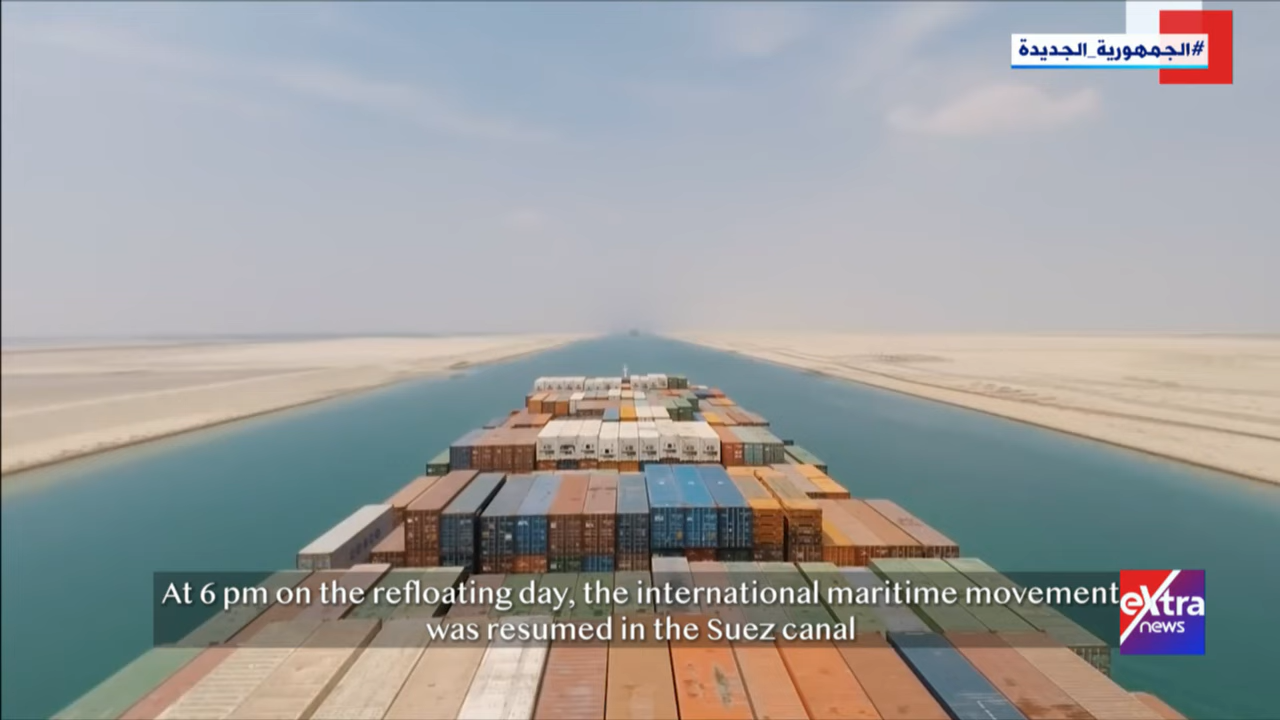 #الجمهورية_الجديدة
At 6 pm on the refloating day, the international maritime movement
was resumed in the Suez canal
eXtra
news